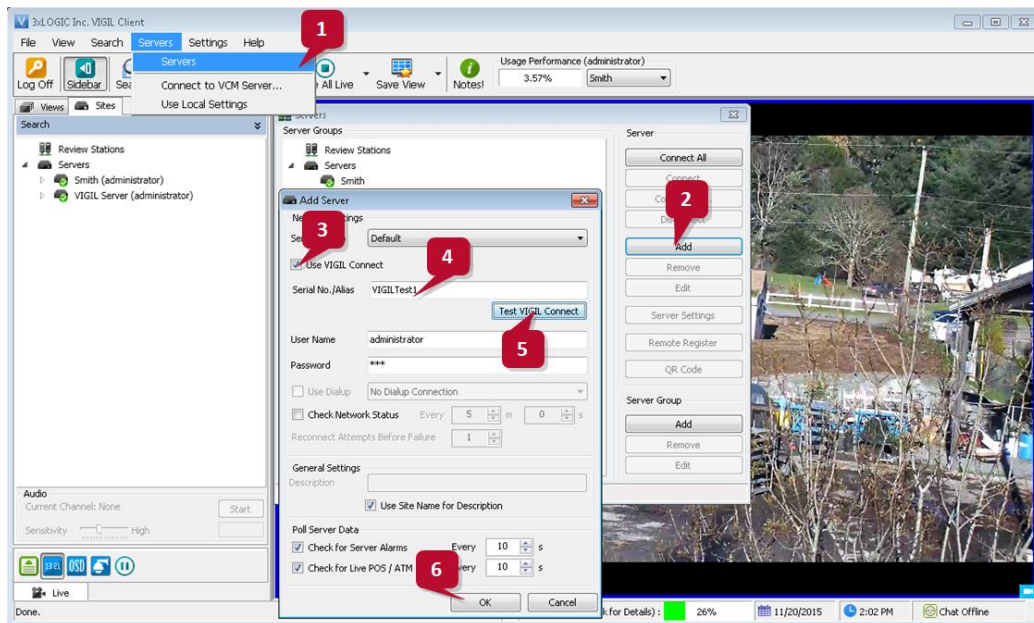 3xLOGIC Inc. VIGIL Client
File View Search Servers Settings Help
1
Servers
Connect to VCM Server...
Use Local Settings
Log Off Sidebar All Live Save View Notes!
Usage Performance (administrator)
3.57% Smith
Views Sites
Search
Review Stations
Servers
Smith (administrator)
VIGIL Server (administrator)
Audio
Current Channel: None
Start
Sensitivity High
13:21 OSD
Live
Done.
Servers
Server Groups
Review Stations
Servers
Smith
Server
Connect All
Connect
2
Add
Remove
Edit
Server Settings
Remote Register
QR Code
Server Group
Add
Remove
Edit
Add Server
3
Default
Use VIGIL Connect
4
Serial No./Alias VIGILTest1
Test VIGIL Connect
5
User Name administrator
Password ***
Use Dialup No Dialup Connection
Check Network Status Every 5 m 0 s
Reconnect Attempts Before Failure 1
General Settings
Description
Use Site Name for Description
Poll Server Data
Check for Server Alarms Every 10 s
Check for Live POS / ATM Every 10 s
6
OK Cancel
k for Details) : 26% 11/20/2015 2:02 PM Chat Offline